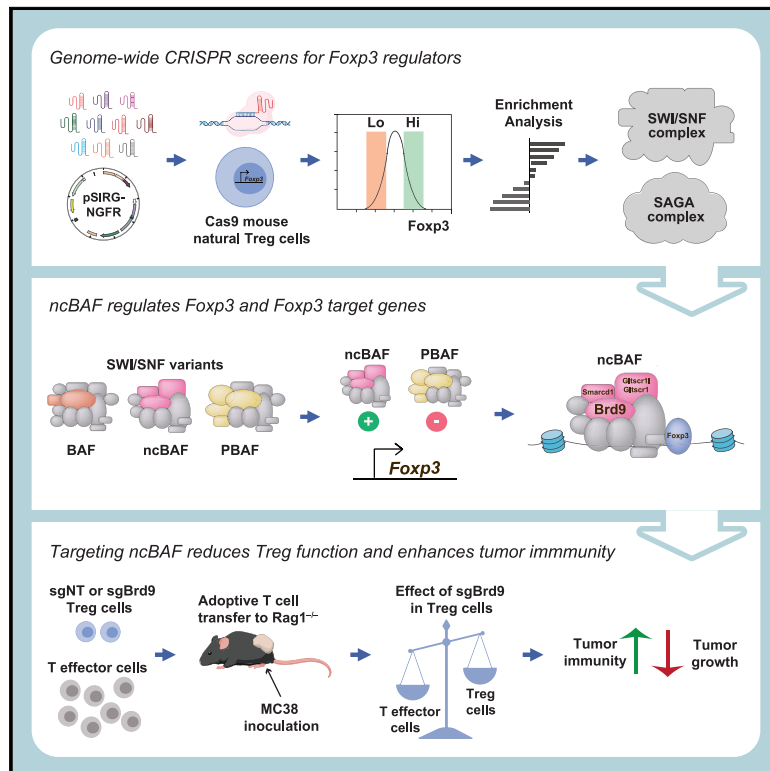 Genome-wide CRISPR screens for Foxp3 regulators
pSIRG-
NGFR
Foxp3
Cas9 mouse
natural Treg cells
Lo
Hi
Foxp3
Enrichment
Analysis
SWI/SNF
complex
SAGA
complex
ncBAF regulates Foxp3 and Foxp3 target genes
SWI/SNF variants
BAF
ncBAF
PBAF
ncBAF
PBAF
+
-
Foxp3
ncBAF
Smarcd1
Gltscr1l
Gltscr1
Brd9
Foxp3
Targeting ncBAF reduces Treg function and enhances tumor immmunity
sgNT or sgBrd9
Treg cells
T effector cells
Adoptive T cell
transfer to Rag1–/–
MC38
inoculation
Effect of sgBrd9
in Treg cells
T effector
cells
Treg
cells
Tumor
immunity
Tumor
growth